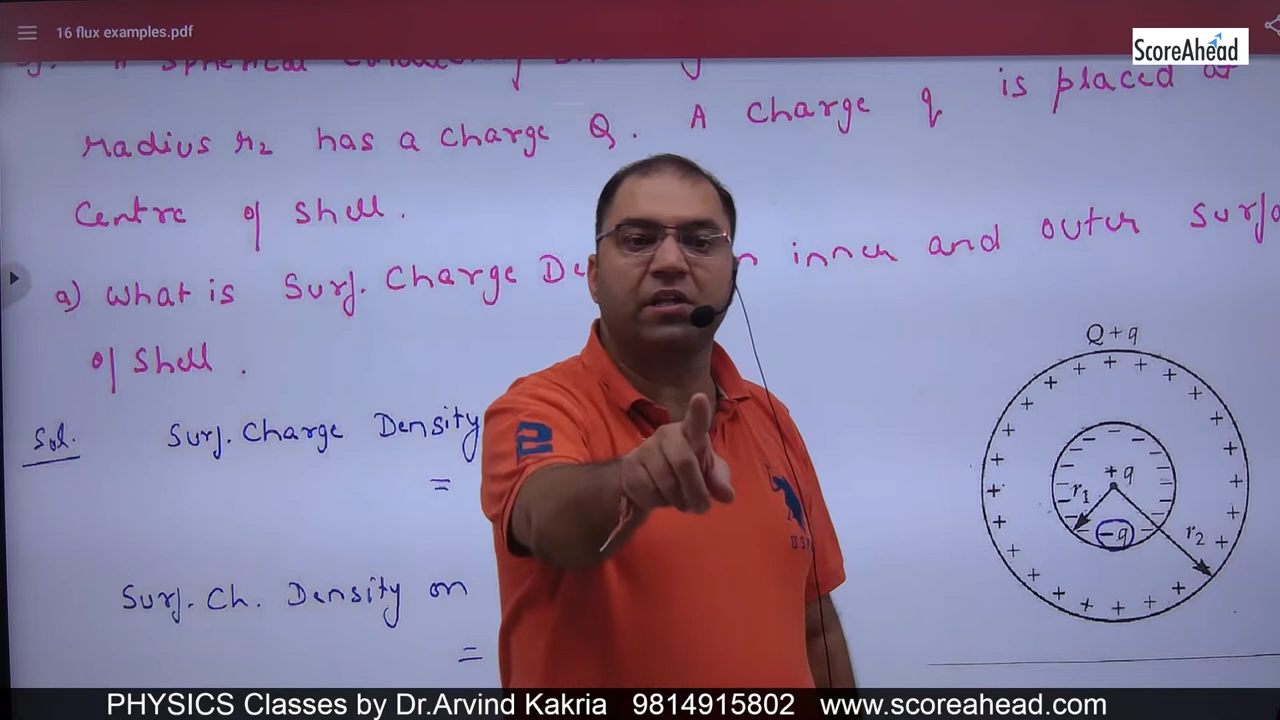 16 flux examples.pdf
ScoreAhead
radius r2 has a charge Q. A charge q is placed at
Centre of Shell.
a) What is Surf. Charge De n inner and outer Surfa
of Shell.
Sol. Surf. Charge Density
=
Surf. Ch. Density on
=
Q+q
+q
r1
-q
r2
2
PHYSICS Classes by Dr.Arvind Kakria 9814915802 www.scoreahead.com